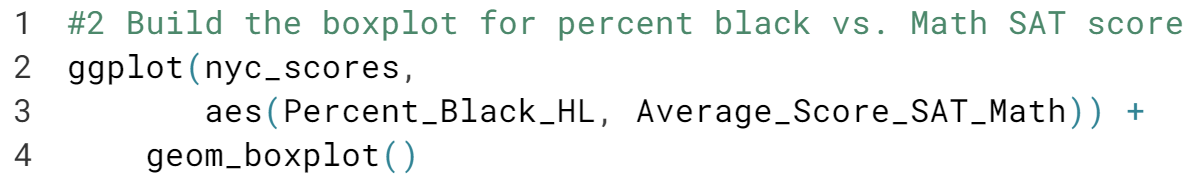 1 #2 Build the boxplot for percent black vs. Math SAT score
2 ggplot(nyc_scores,
3        aes(Percent_Black_HL, Average_Score_SAT_Math)) +
4     geom_boxplot()